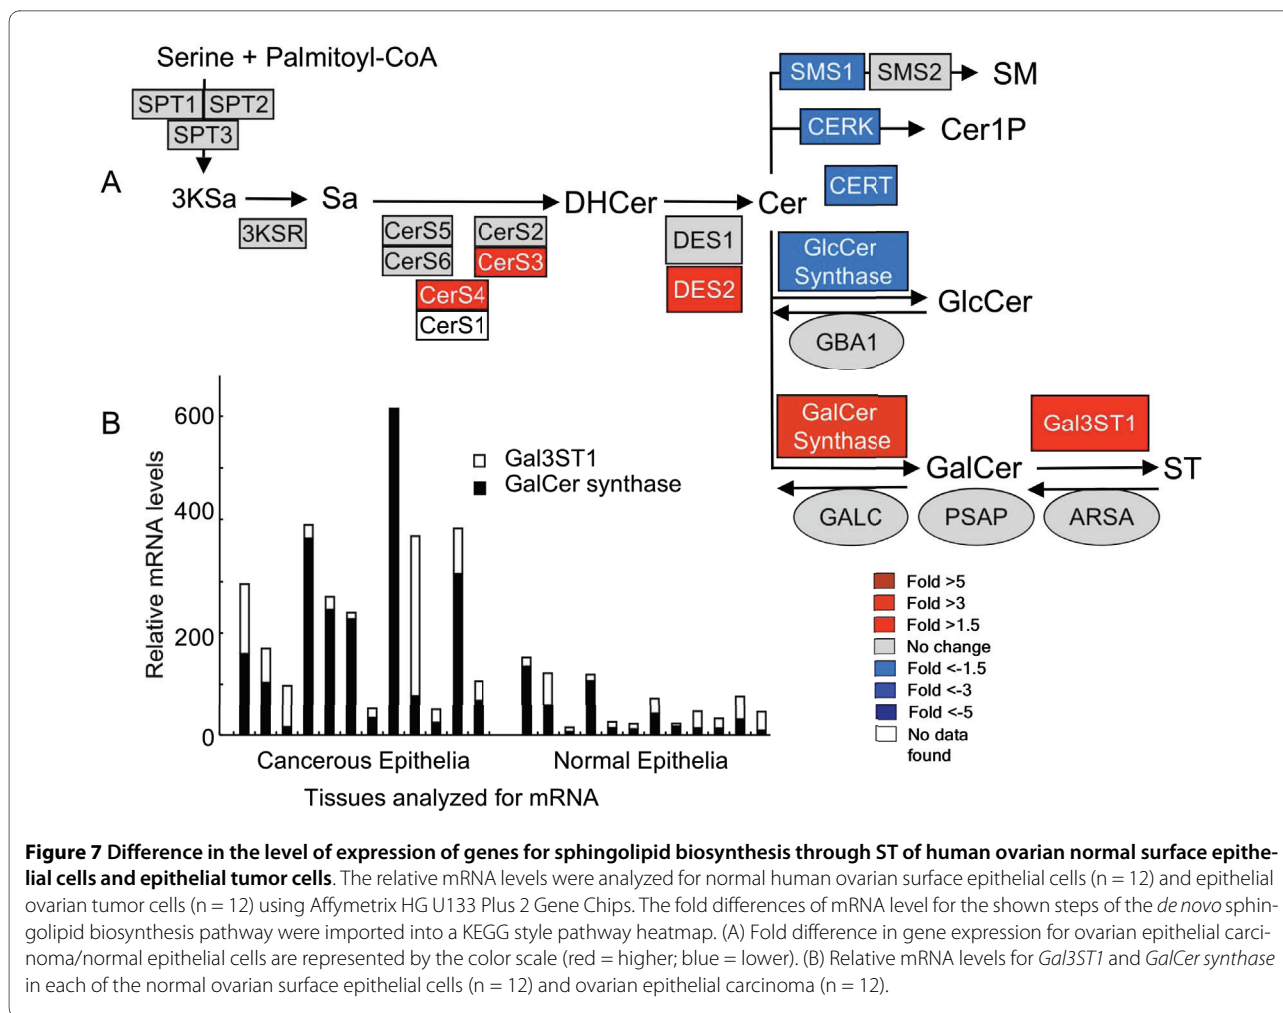 Serine + Palmitoyl-CoA
SPT1 SPT2
SPT3
A
3KSa
3KSR
Sa
CerS5
CerS6
CerS2
CerS3
CerS4
CerS1
DHCer
DES1
DES2
Cer
SMS1 SMS2 SM
CERK Cer1P
CERT
GlcCer
Synthase
GlcCer
GBA1
GalCer
Synthase
Gal3ST1
GalCer
ST
GALC
PSAP
ARSA
Fold >5
Fold >3
Fold >1.5
No change
Fold <-1.5
Fold <-3
Fold <-5
No data
found
B
Relative mRNA levels
600
400
200
0
Gal3ST1
GalCer synthase
Cancerous Epithelia
Normal Epithelia
Tissues analyzed for mRNA
Figure 7 Difference in the level of expression of genes for sphingolipid biosynthesis through ST of human ovarian normal surface epithe-
lial cells and epithelial tumor cells. The relative mRNA levels were analyzed for normal human ovarian surface epithelial cells (n = 12) and epithelial
ovarian tumor cells (n = 12) using Affymetrix HG U133 Plus 2 Gene Chips. The fold differences of mRNA level for the shown steps of the de novo sphin-
golipid biosynthesis pathway were imported into a KEGG style pathway heatmap. (A) Fold difference in gene expression for ovarian epithelial carci-
noma/normal epithelial cells are represented by the color scale (red = higher; blue = lower). (B) Relative mRNA levels for Gal3ST1 and GalCer synthase
in each of the normal ovarian surface epithelial cells (n = 12) and ovarian epithelial carcinoma (n = 12).